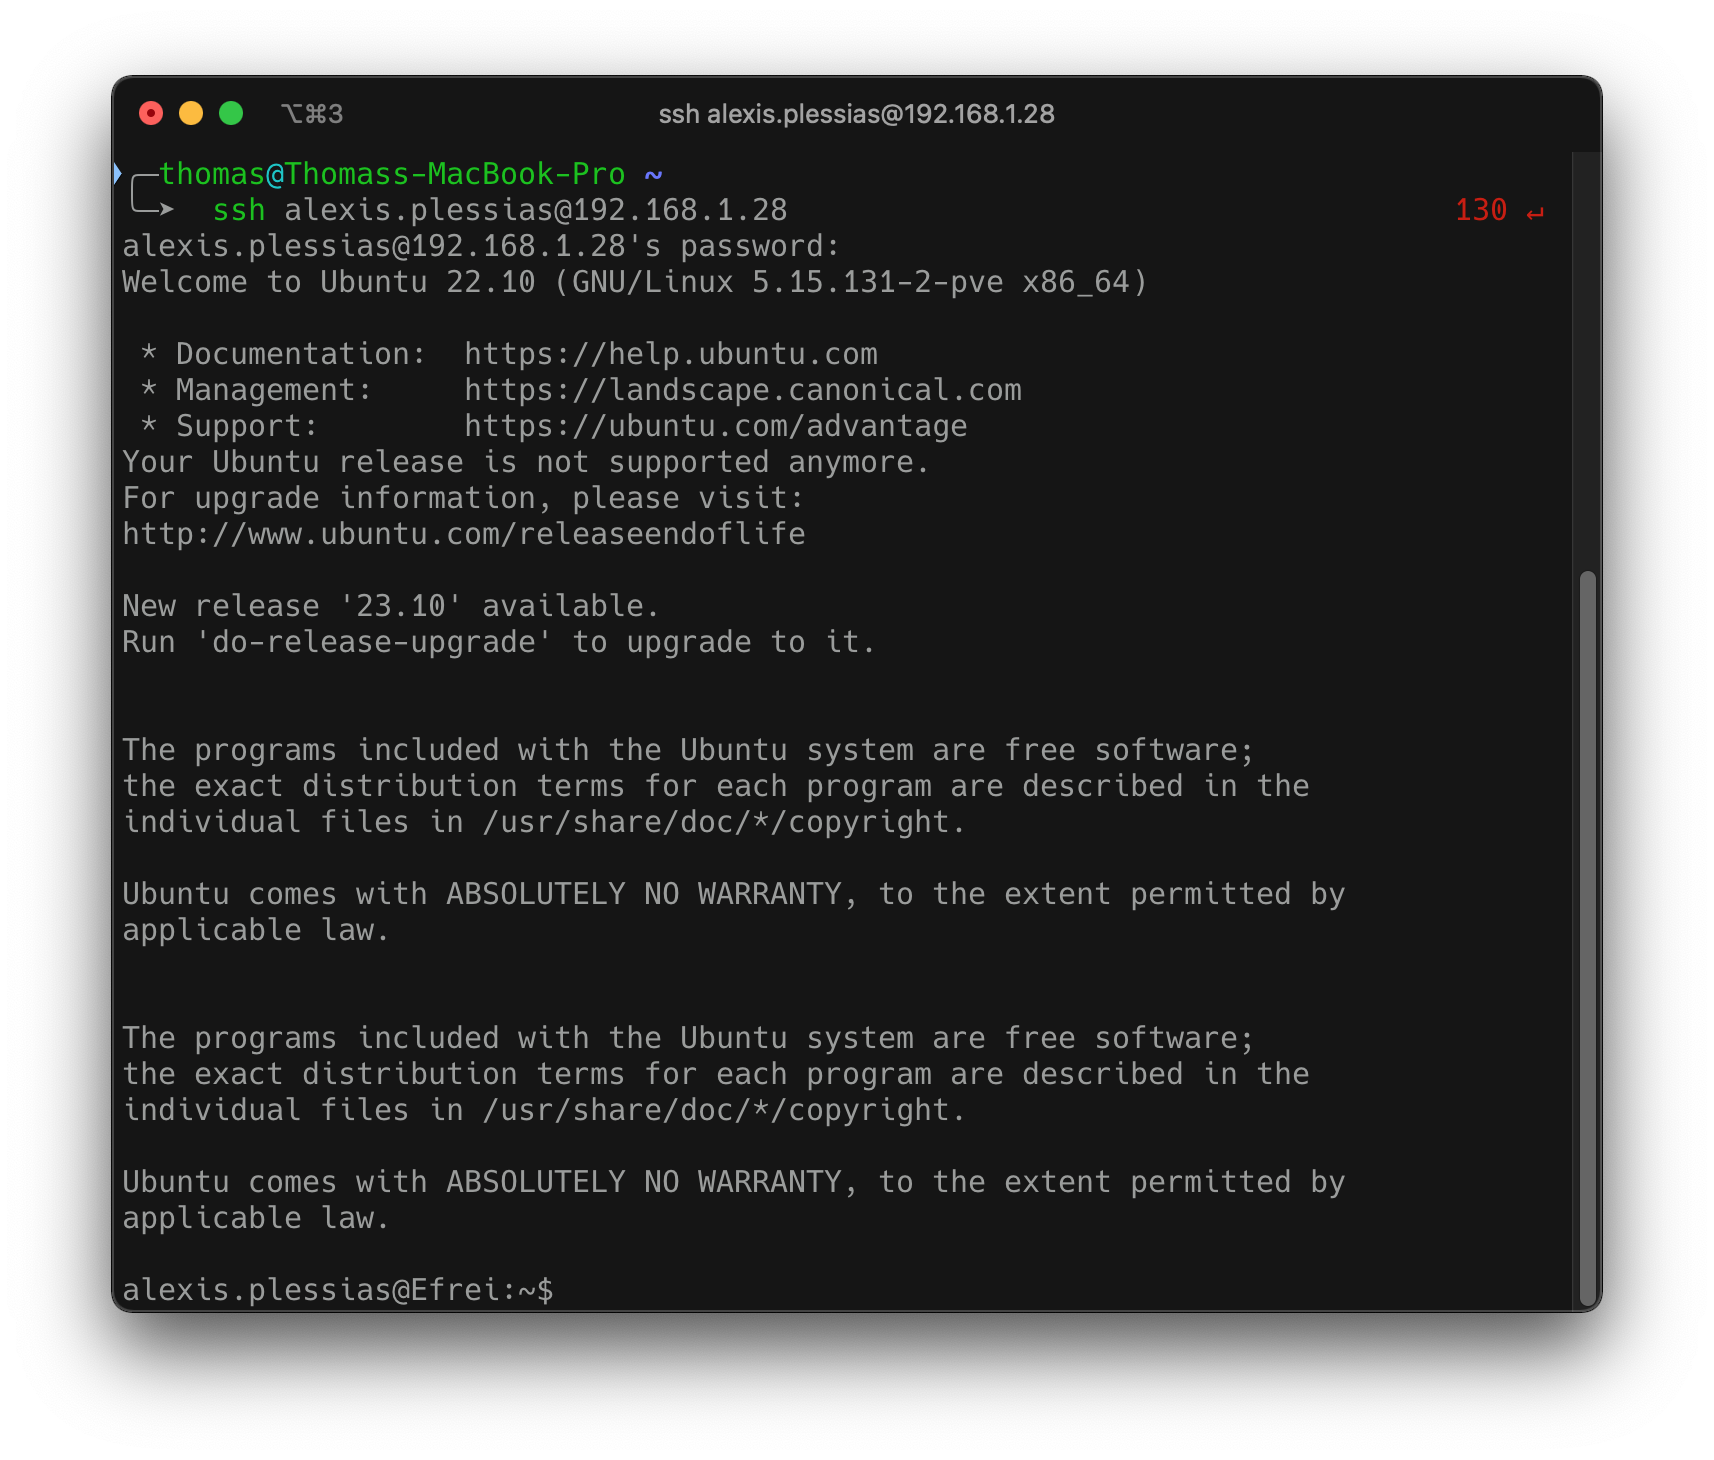 ⌥⌘3 ssh alexis.plessias@192.168.1.28
thomas@Thomass-MacBook-Pro ~
ssh alexis.plessias@192.168.1.28 130 ↵
alexis.plessias@192.168.1.28's password:
Welcome to Ubuntu 22.10 (GNU/Linux 5.15.131-2-pve x86_64)
* Documentation:  https://help.ubuntu.com
* Management:     https://landscape.canonical.com
* Support:        https://ubuntu.com/advantage
Your Ubuntu release is not supported anymore.
For upgrade information, please visit:
http://www.ubuntu.com/releaseendoflife
New release '23.10' available.
Run 'do-release-upgrade' to upgrade to it.
The programs included with the Ubuntu system are free software;
the exact distribution terms for each program are described in the
individual files in /usr/share/doc/*/copyright.
Ubuntu comes with ABSOLUTELY NO WARRANTY, to the extent permitted by
applicable law.
The programs included with the Ubuntu system are free software;
the exact distribution terms for each program are described in the
individual files in /usr/share/doc/*/copyright.
Ubuntu comes with ABSOLUTELY NO WARRANTY, to the extent permitted by
applicable law.
alexis.plessias@Efrei:~$